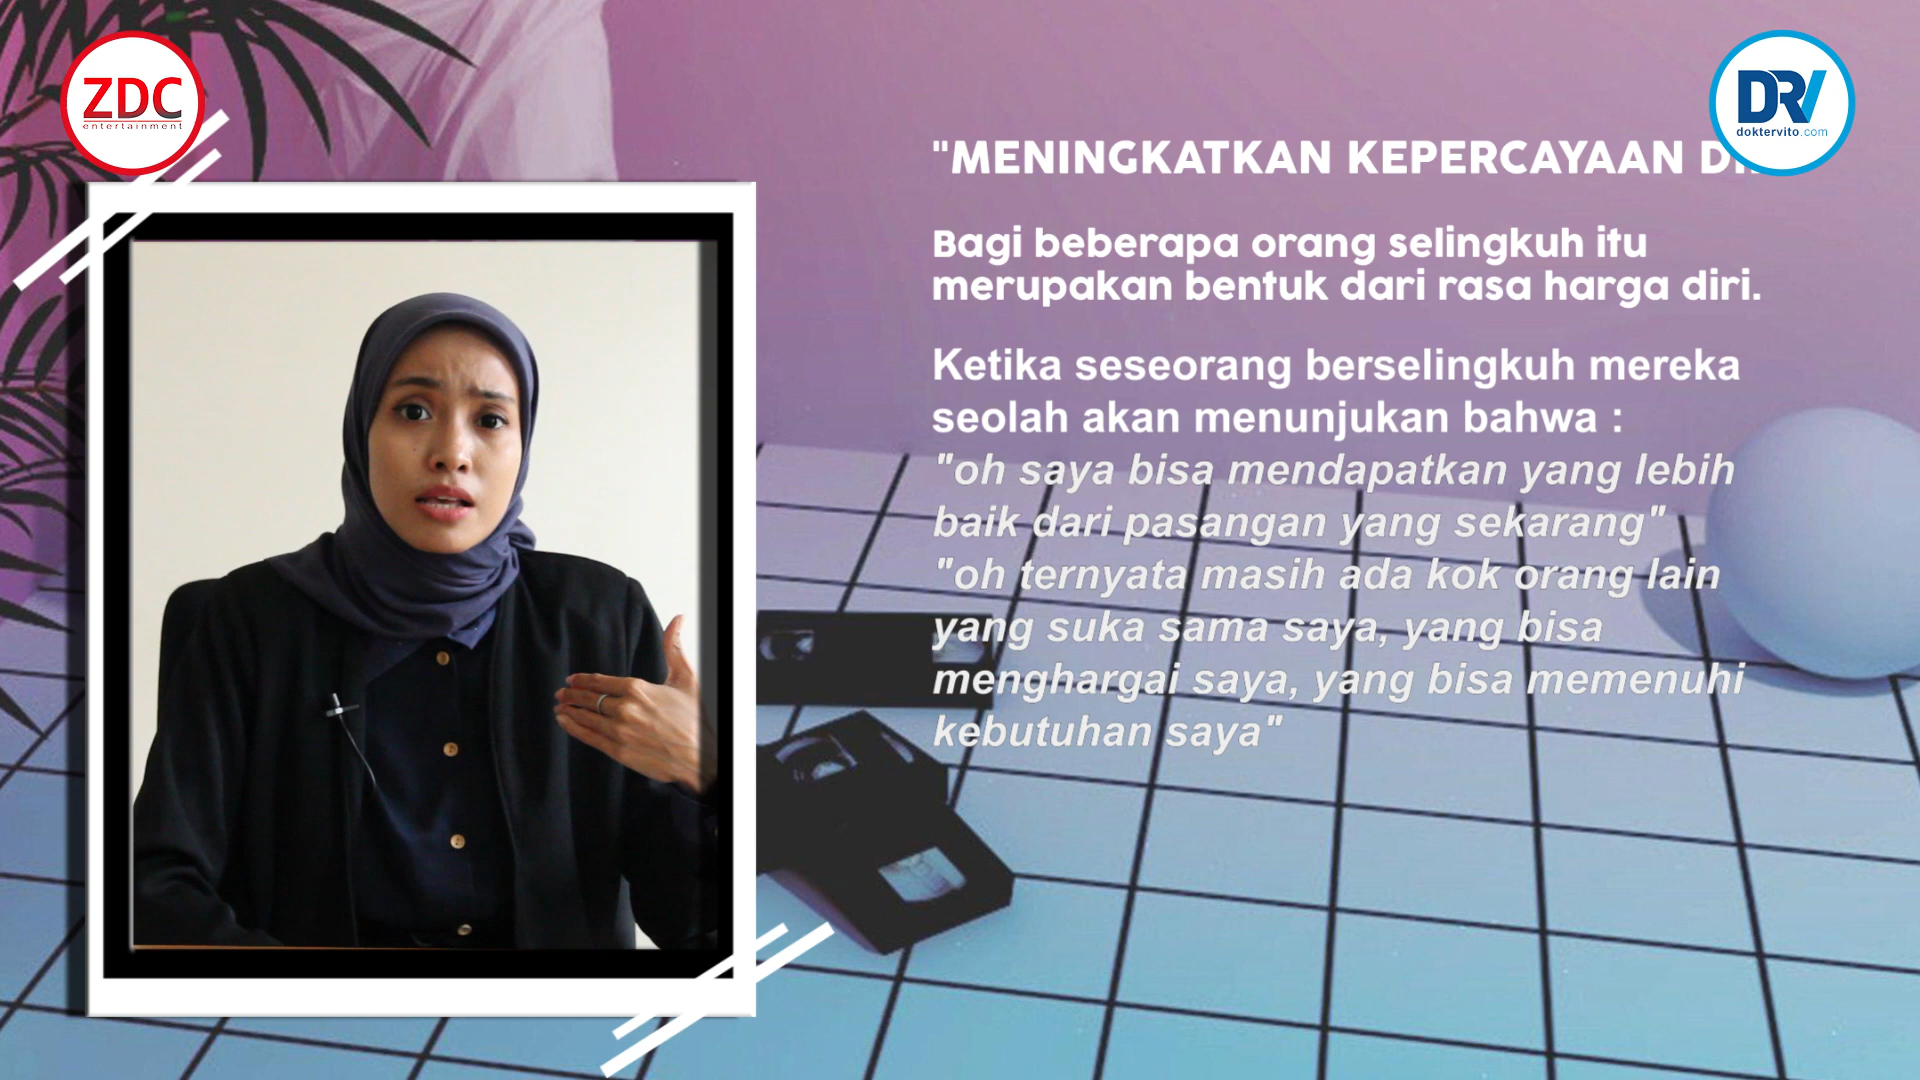 ZDC
entertainment
DRV
doktervito.com
"MENINGKATKAN KEPERCAYAAN
Bagi beberapa orang selingkuh itu
merupakan bentuk dari rasa harga diri.
Ketika seseorang berselingkuh mereka
seolah akan menunjukan bahwa :
"oh saya bisa mendapatkan yang lebih
baik dari pasangan yang sekarang"
"oh ternyata masih ada kok orang lain
yang suka sama saya, yang bisa
menghargai saya, yang bisa memenuhi
kebutuhan saya"